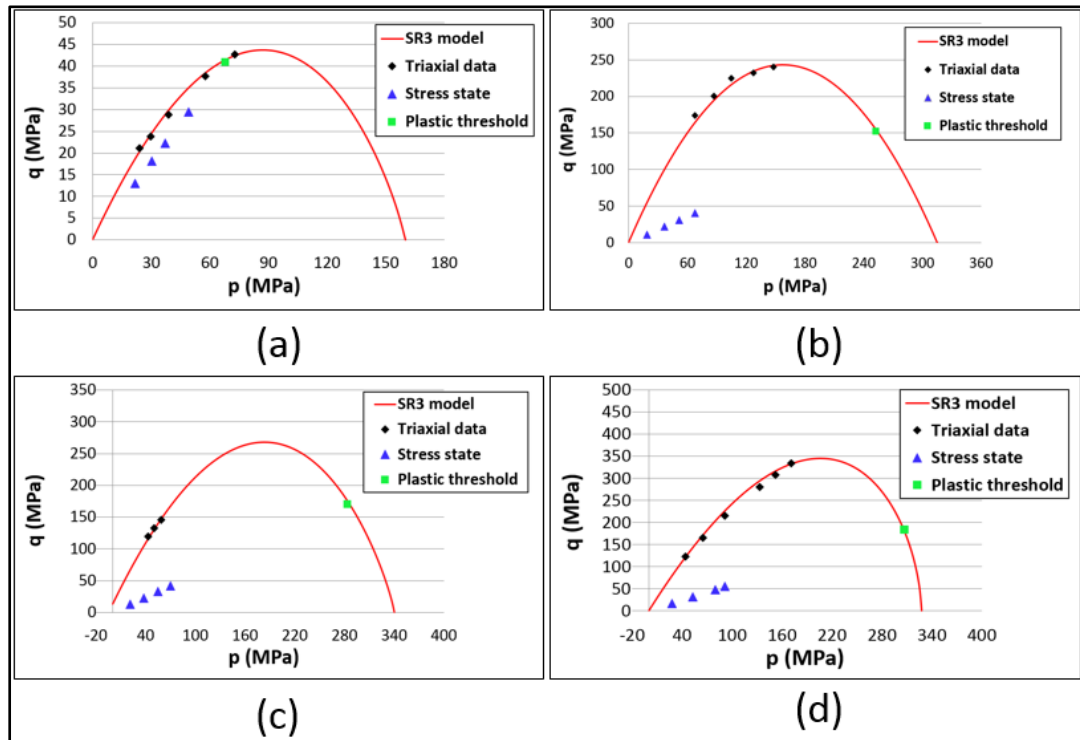 50
45
40
35
30
25
20
15
10
5
0
q (MPa)
0 30 60 90 120 150 180
p (MPa)
SR3 model
Triaxial data
Stress state
Plastic threshold
(a)
300
250
200
150
100
50
0
q (MPa)
0 60 120 180 240 300 360
p (MPa)
SR3 model
Triaxial data
Stress state
Plastic threshold
(b)
350
300
250
200
150
100
50
0
q (MPa)
-20 40 100 160 220 280 340 400
p (MPa)
SR3 model
Triaxial data
Stress state
Plastic threshold
(c)
500
450
400
350
300
250
200
150
100
50
0
q (MPa)
-20 40 100 160 220 280 340 400
p (MPa)
SR3 model
Triaxial data
Stress state
Plastic threshold
(d)